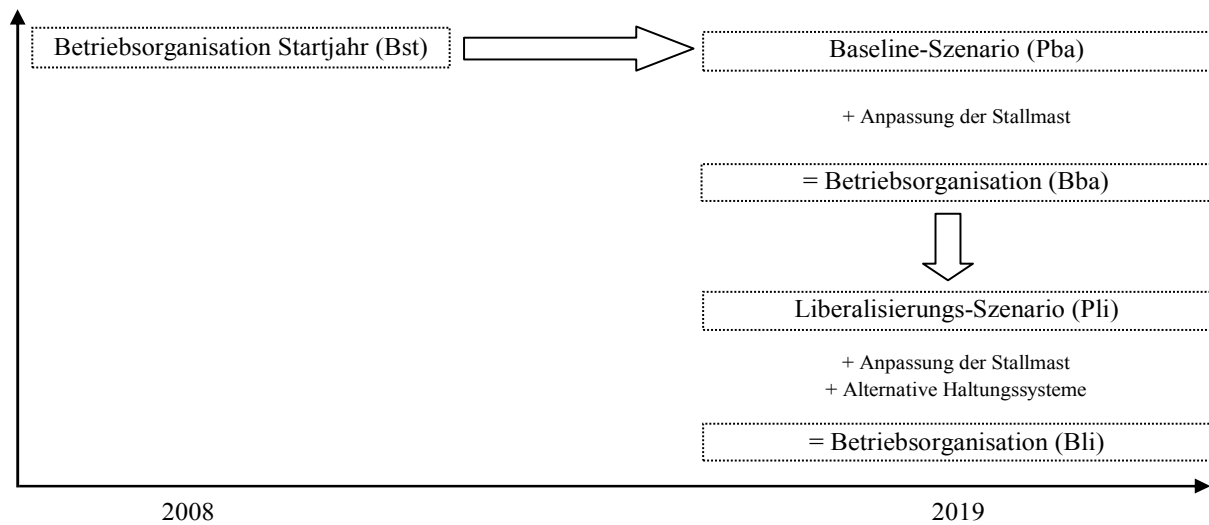 Betriebsorganisation Startjahr (Bst)
Baseline-Szenario (Pba)
+ Anpassung der Stallmast
= Betriebsorganisation (Bba)
Liberalisierungs-Szenario (Pli)
+ Anpassung der Stallmast
+ Alternative Haltungssysteme
= Betriebsorganisation (Bli)
2008
2019